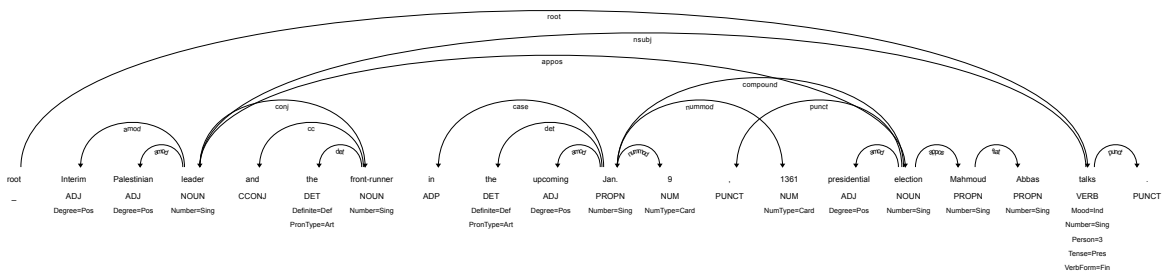 root
nsubj
appos
compound
conj case nummod punct
amod cc det
amod det amod nummod amod appos flat punct
root Interim Palestinian leader and the front-runner in the upcoming Jan. 9 , 1361 presidential election Mahmoud Abbas talks .
_ ADJ ADJ NOUN CCONJ DET NOUN ADP DET ADJ PROPN NUM PUNCT NUM ADJ NOUN PROPN PROPN VERB PUNCT
Degree=Pos Degree=Pos Number=Sing Definite=Def Number=Sing Definite=Def Degree=Pos Number=Sing NumType=Card NumType=Card Degree=Pos Number=Sing Number=Sing Number=Sing Mood=Ind
PronType=Art PronType=Art Number=Sing
Person=3
Tense=Pres
VerbForm=Fin